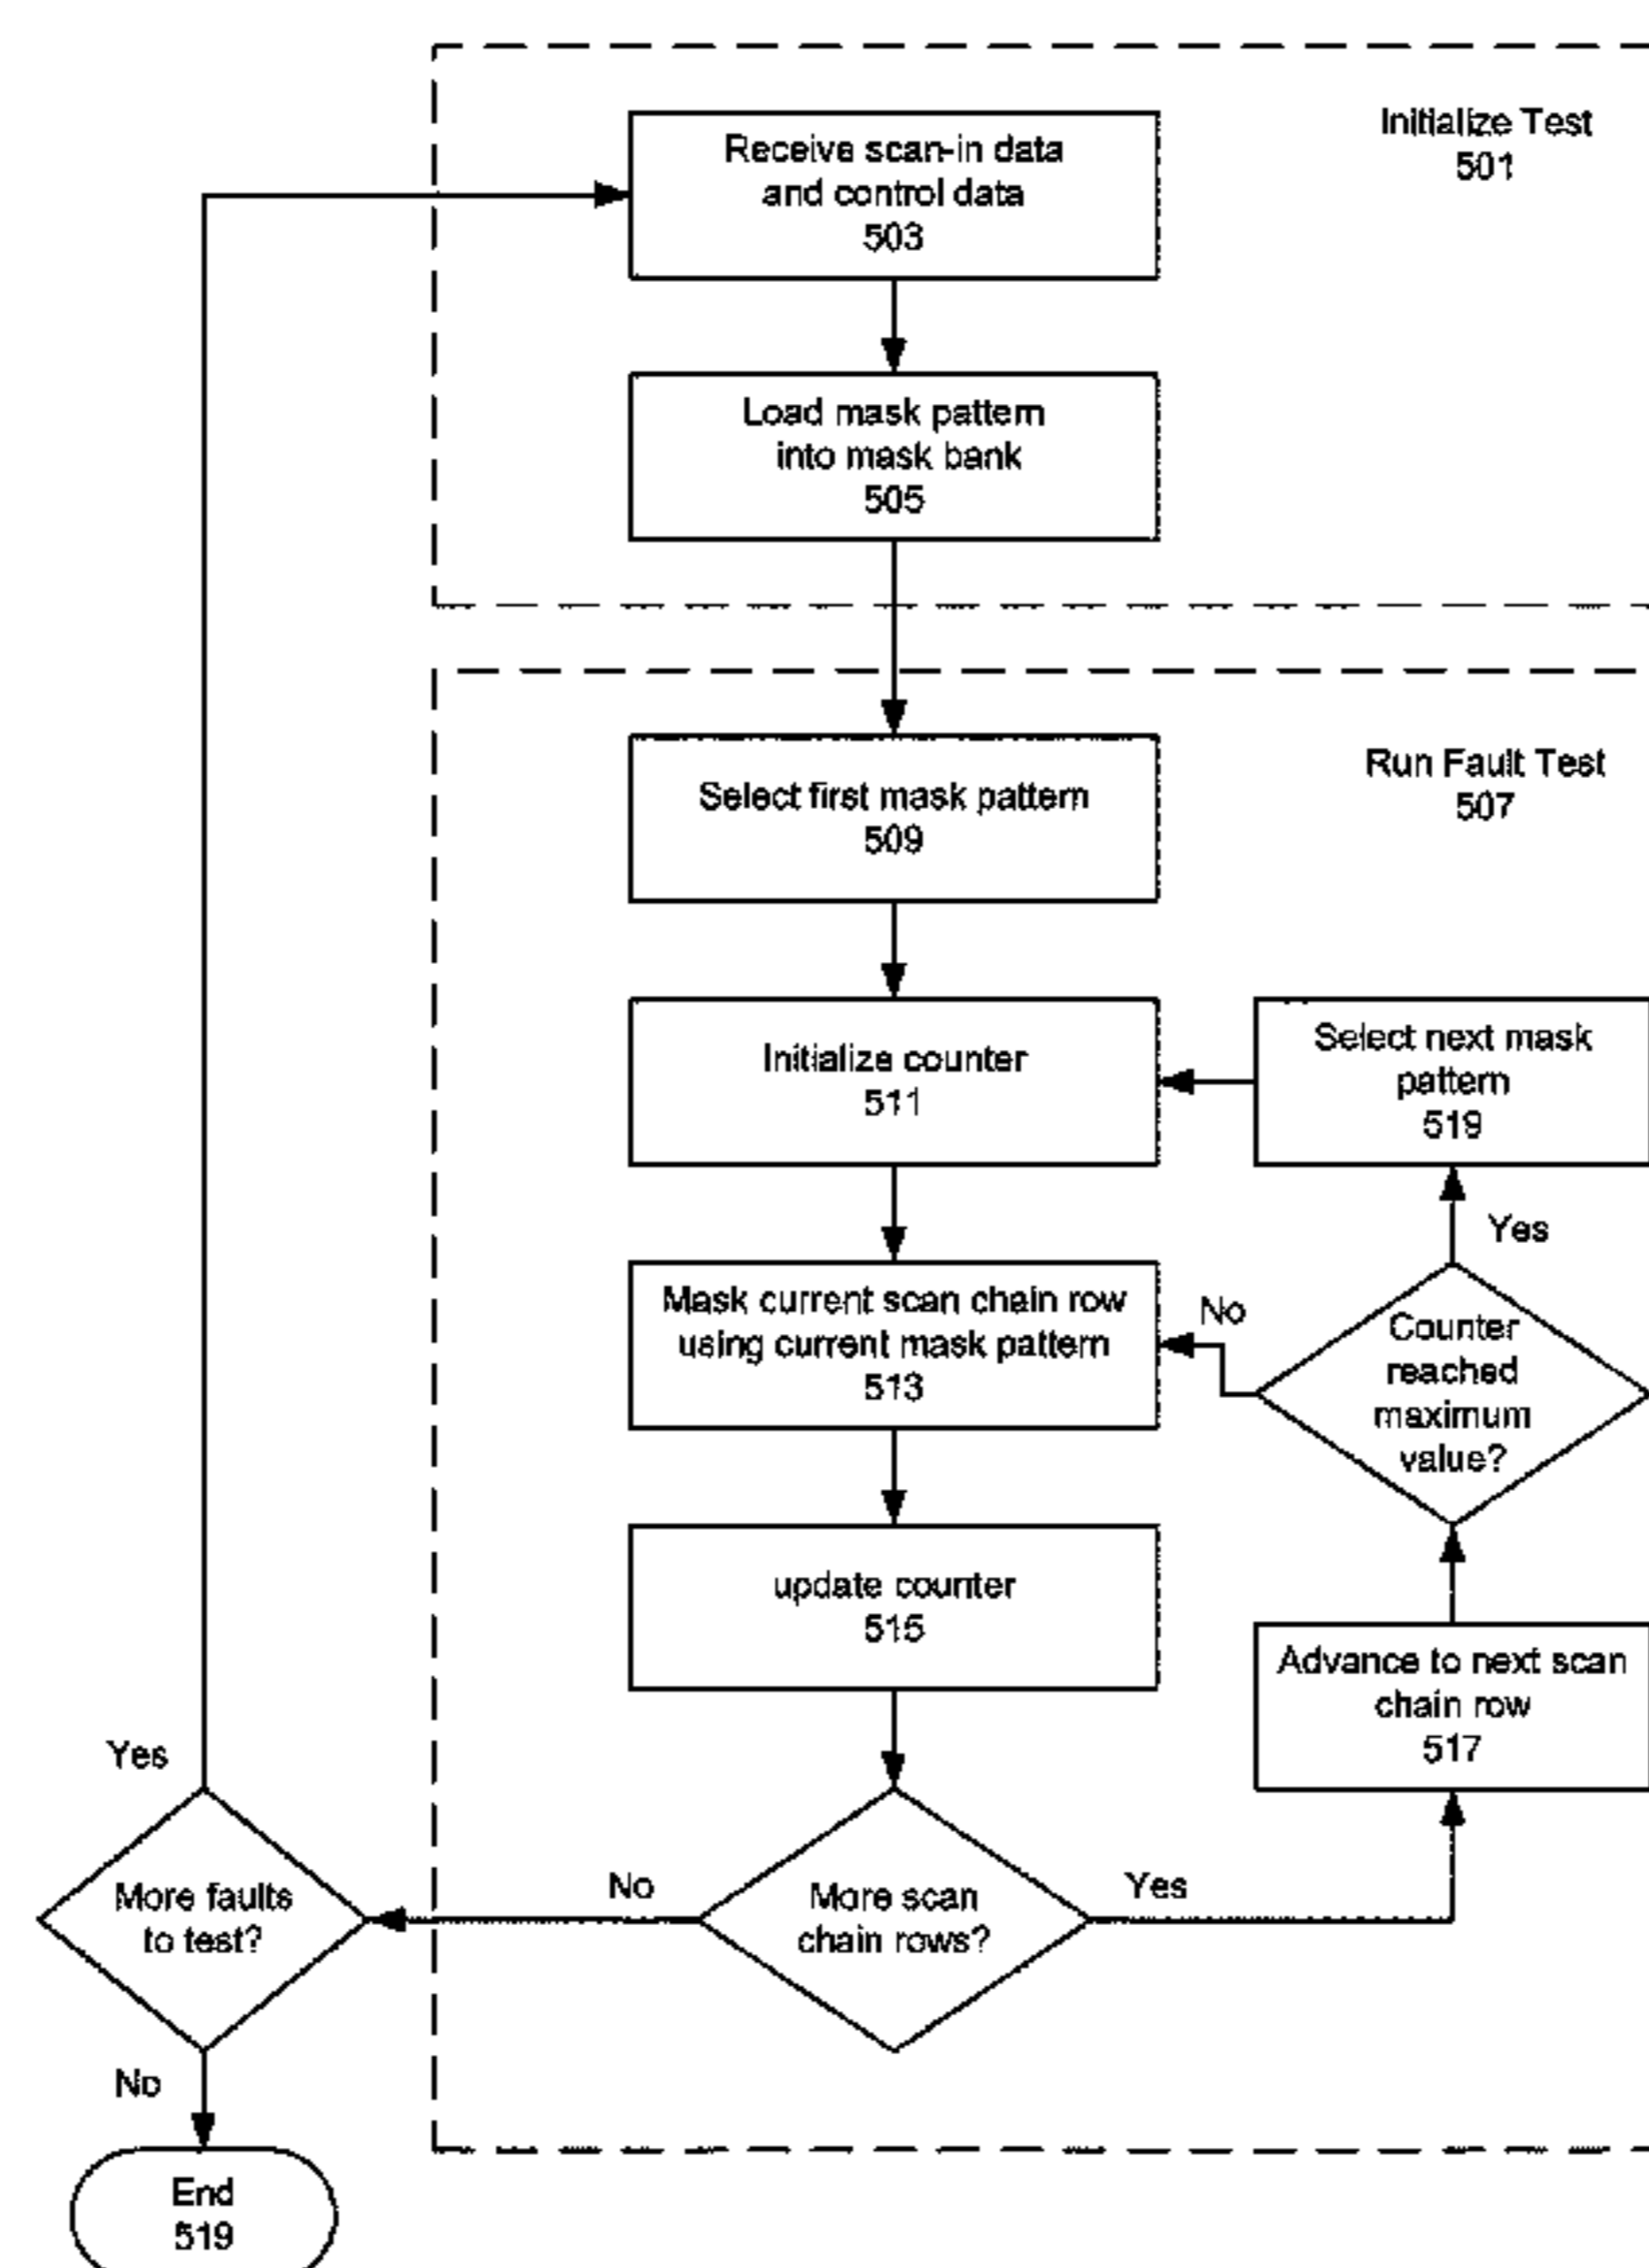 Initialize Test
501
Receive scan-in data
and control data
503
Load mask pattern
into mask bank
505
Run Fault Test
507
Select first mask pattern
509
Initialize counter
511
Select next mask
pattern
519
Yes
Mask current scan chain row
using current mask pattern
513
No
Counter
reached
maximum
value?
update counter
515
Advance to next scan
chain row
517
Yes
More faults
to test?
No
More scan
chain rows?
Yes
No
End
519